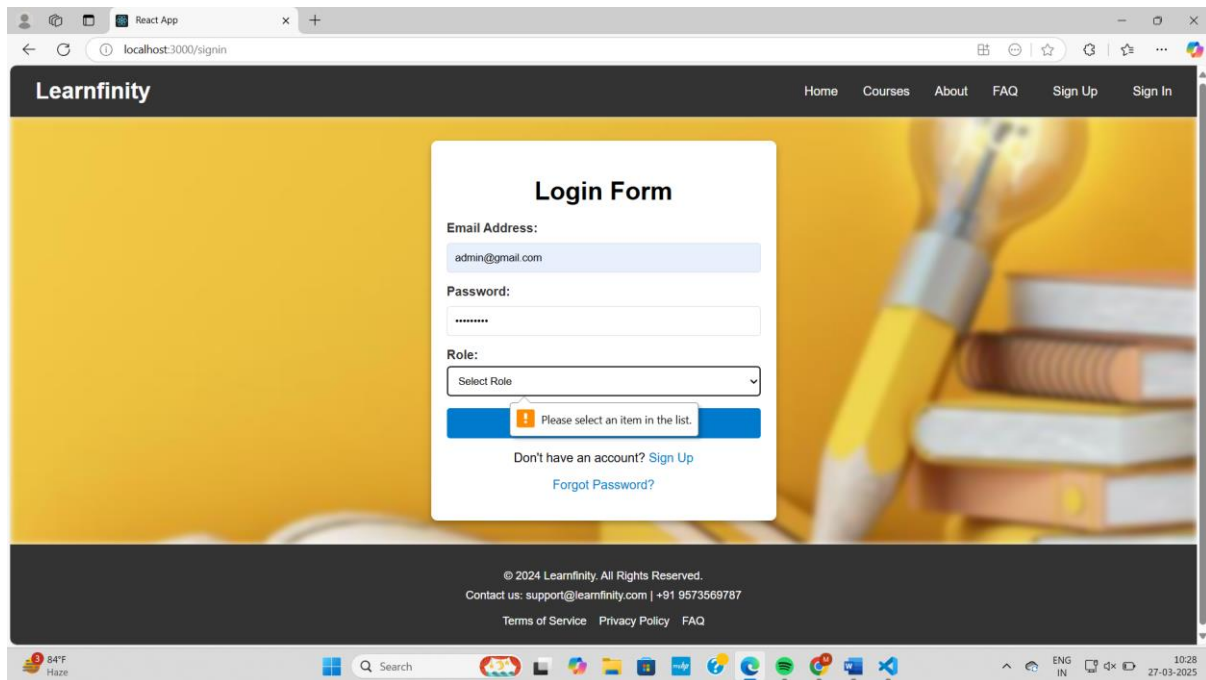 React App
localhost:3000/signin
Learnfinity
Home Courses About FAQ Sign Up Sign In
Login Form
Email Address:
admin@gmail.com
Password:
•••••••••
Role:
Select Role
! Please select an item in the list.
Don't have an account? Sign Up
Forgot Password?
© 2024 Learnfinity. All Rights Reserved.
Contact us: support@learnfinity.com | +91 9573569787
Terms of Service Privacy Policy FAQ
3 84°F
Haze
Search
ENG
IN
10:28
27-03-2025